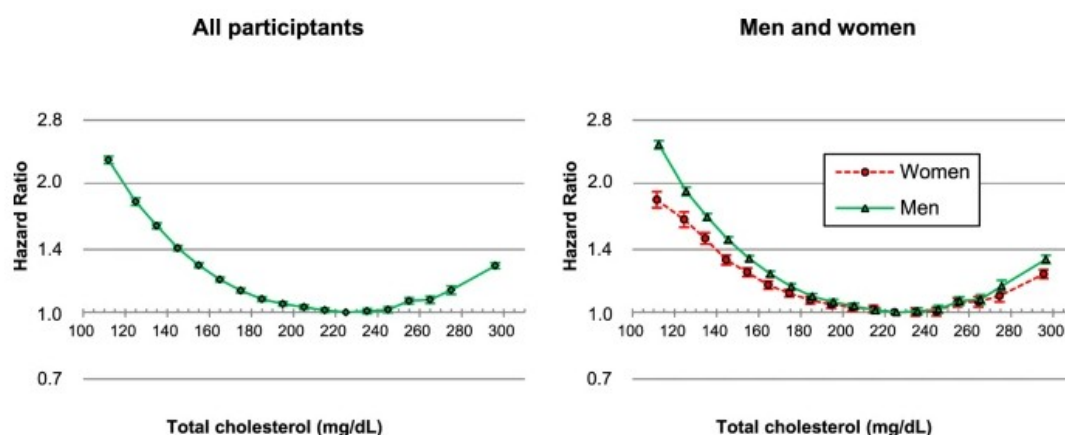 All participtants
2.8
2.0
1.4
1.0
0.7
Hazard Ratio
100 120 140 160 180 200 220 240 260 280 300
Total cholesterol (mg/dL)
Men and women
2.8
2.0
1.4
1.0
0.7
Hazard Ratio
Women
Men
100 120 140 160 180 200 220 240 260 280 300
Total cholesterol (mg/dL)